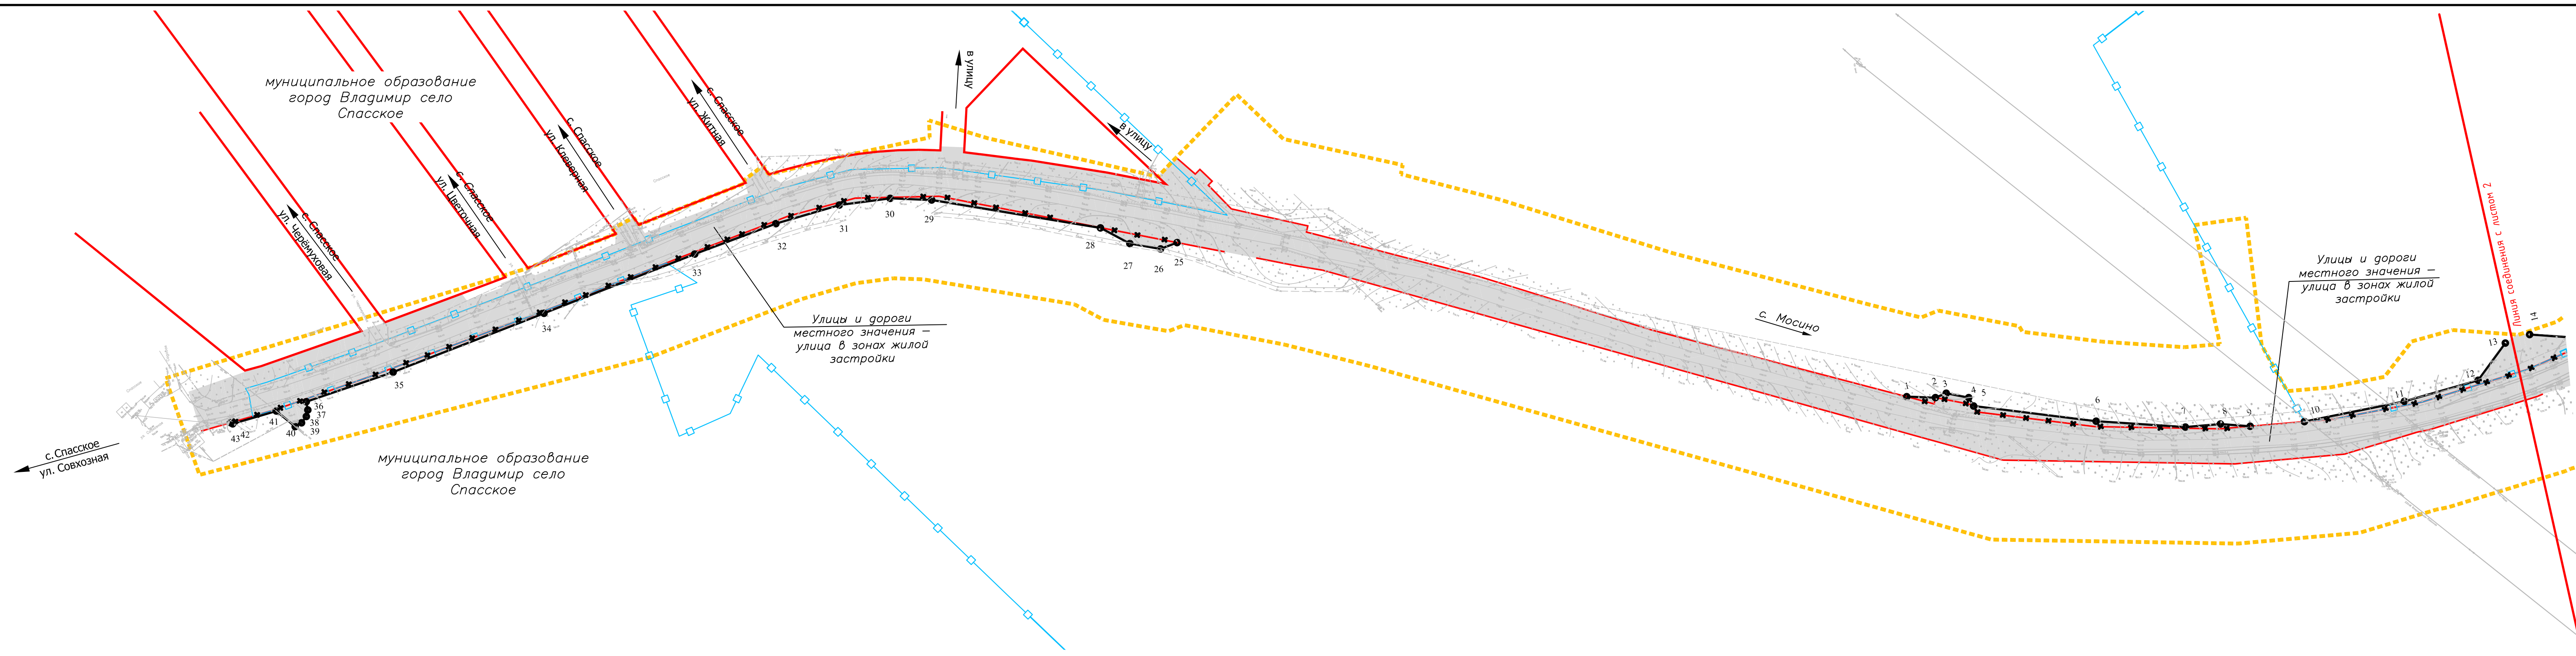 муниципальное образование
город Владимир село
Спасское
с. Спасское
ул. Черёмуховая
с. Спасское
ул. Цветочная
с. Спасское
ул. Клеверная
с. Спасское
ул. Житная
в улицу
в улицу
Улицы и дороги
местного значения –
улица в зонах жилой
застройки
с. Спасское
ул. Совхозная
муниципальное образование
город Владимир село
Спасское
43
42
41
40
39
38
37
36
35
34
33
32
31
30
29
28
27
26
25
с. Мосино
1
2
3
4
5
6
7
8
9
10
11
12
13
14
Улицы и дороги
местного значения –
улица в зонах жилой
застройки
Линия соединения с листом 2